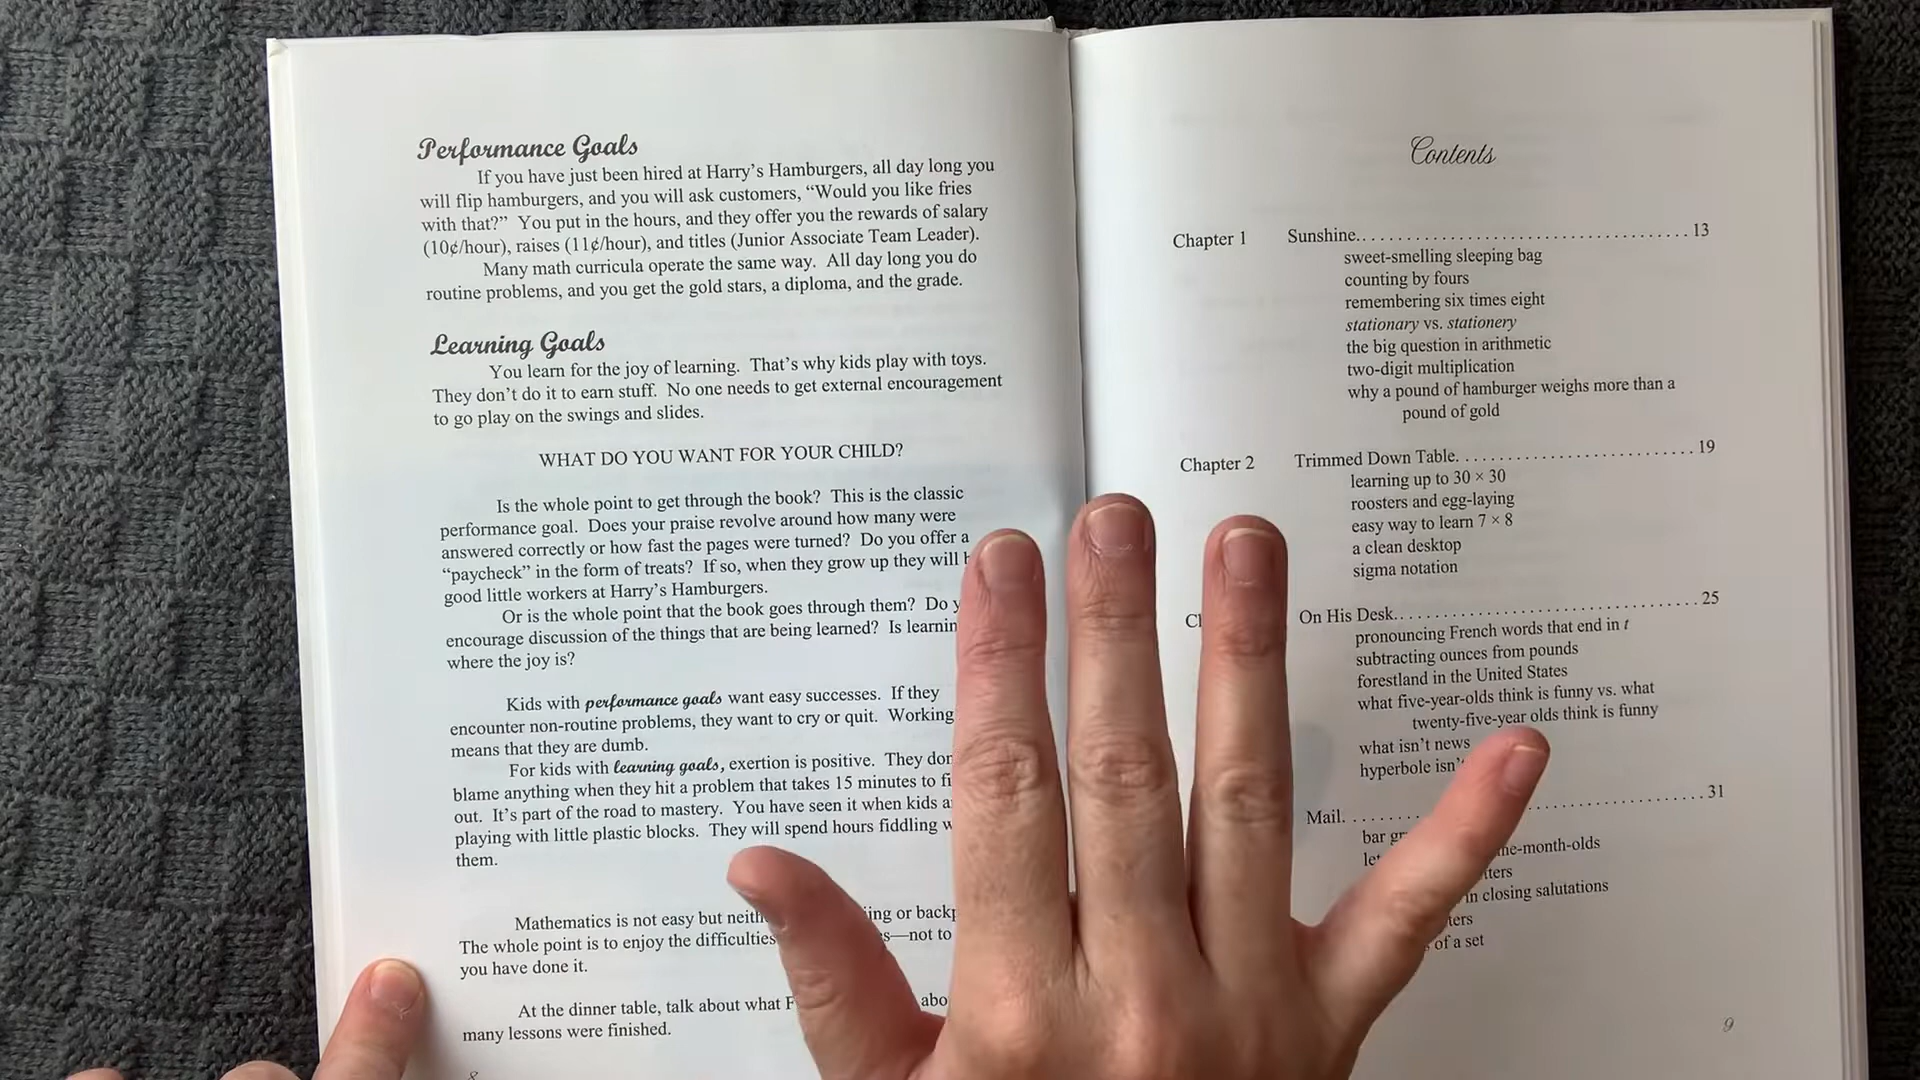 Performance Goals
If you have just been hired at Harry's Hamburgers, all day long you
will flip hamburgers, and you will ask customers, “Would you like fries
with that?” You put in the hours, and they offer you the rewards of salary
(10¢/hour), raises (11¢/hour), and titles (Junior Associate Team Leader).
Many math curricula operate the same way. All day long you do
routine problems, and you get the gold stars, a diploma, and the grade.
Learning Goals
You learn for the joy of learning. That's why kids play with toys.
They don't do it to earn stuff. No one needs to get external encouragement
to go play on the swings and slides.
WHAT DO YOU WANT FOR YOUR CHILD?
Is the whole point to get through the book? This is the classic
performance goal. Does your praise revolve around how many were
answered correctly or how fast the pages were turned? Do you offer a
“paycheck” in the form of treats? If so, when they grow up they will
good little workers at Harry's Hamburgers.
Or is the whole point that the book goes through them? Do
encourage discussion of the things that are being learned? Is
where the joy is?
Kids with performance goals want easy successes. If they
encounter non-routine problems, they want to cry or quit. Working
means that they are dumb.
For kids with learning goals, exertion is positive. They
blame anything when they hit a problem that takes 15 minutes to
out. It's part of the road to mastery. You have seen it when kids
playing with little plastic blocks. They will spend hours fiddling
them.
Mathematics is not easy but or
The whole point is to enjoy the difficulties —not to
you have done it.
At the dinner table, talk about what
many lessons were finished.
Contents
Chapter 1 Sunshine. . . . . . . . . . . . . . . . . . . . . . . . . . . . . . . . . . 13
sweet-smelling sleeping bag
counting by fours
remembering six times eight
stationary vs. stationery
the big question in arithmetic
two-digit multiplication
why a pound of hamburger weighs more than a
pound of gold
Chapter 2 Trimmed Down Table. . . . . . . . . . . . . . . . . . . . . . . . 19
learning up to 30 × 30
roosters and egg-laying
easy way to learn 7 × 8
a clean desktop
sigma notation
On His Desk. . . . . . . . . . . . . . . . . . . . . . . . . . . . . . 25
pronouncing French words that end in t
subtracting ounces from pounds
forestland in the United States
what five-year-olds think is funny vs. what
twenty-five-year olds think is funny
what isn't news
hyperbole
Mail. . . . . . . . . . . . . . . . . . . . . . . 31
bar
in closing salutations
of a set
9